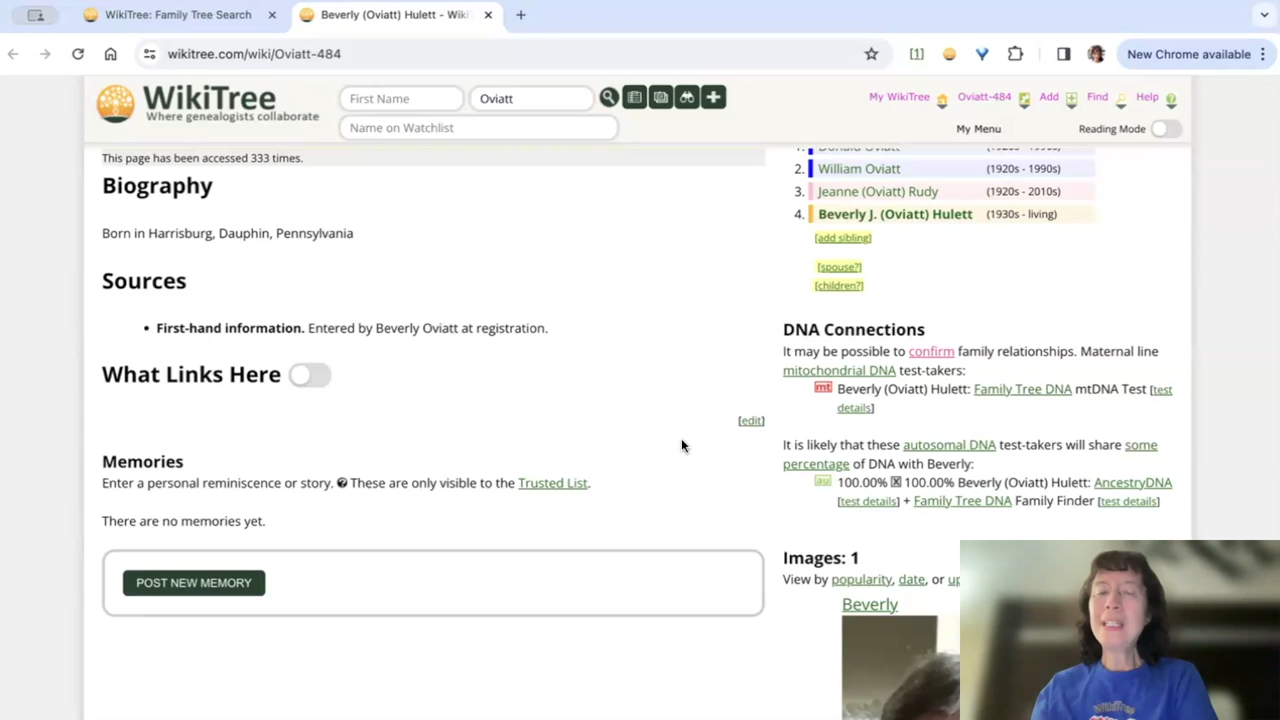 WikiTree: Family Tree Search
Beverly (Oviatt) Hulett - Wiki
wikitree.com/wiki/Oviatt-484
[1]
New Chrome available
WikiTree
Where genealogists collaborate
First Name
Oviatt
Name on Watchlist
My WikiTree
Oviatt-484
Add
Find
Help
My Menu
Reading Mode
This page has been accessed 333 times.
Biography
Born in Harrisburg, Dauphin, Pennsylvania
Sources
• First-hand information. Entered by Beverly Oviatt at registration.
What Links Here
[edit]
Memories
Enter a personal reminiscence or story. These are only visible to the Trusted List.
There are no memories yet.
POST NEW MEMORY
1. Donald Oviatt
2. William Oviatt (1920s - 1990s)
3. Jeanne (Oviatt) Rudy (1920s - 2010s)
4. Beverly J. (Oviatt) Hulett (1930s - living)
[add sibling]
[spouse?]
[children?]
DNA Connections
It may be possible to confirm family relationships. Maternal line
mitochondrial DNA test-takers:
mt Beverly (Oviatt) Hulett: Family Tree DNA mtDNA Test [test
details]
It is likely that these autosomal DNA test-takers will share some
percentage of DNA with Beverly:
au 100.00% X 100.00% Beverly (Oviatt) Hulett: AncestryDNA
[test details] + Family Tree DNA Family Finder [test details]
Images: 1
View by popularity, date, or
Beverly
WikiTree